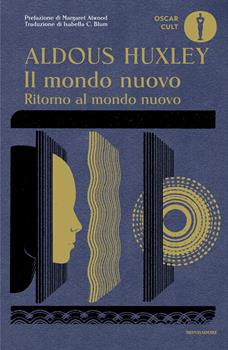 Prefazione di Margaret Atwood
Traduzione di Isabella C. Blum
OSCAR
CULT
ALDOUS HUXLEY
Il mondo nuovo
Ritorno al mondo nuovo
MONDADORI